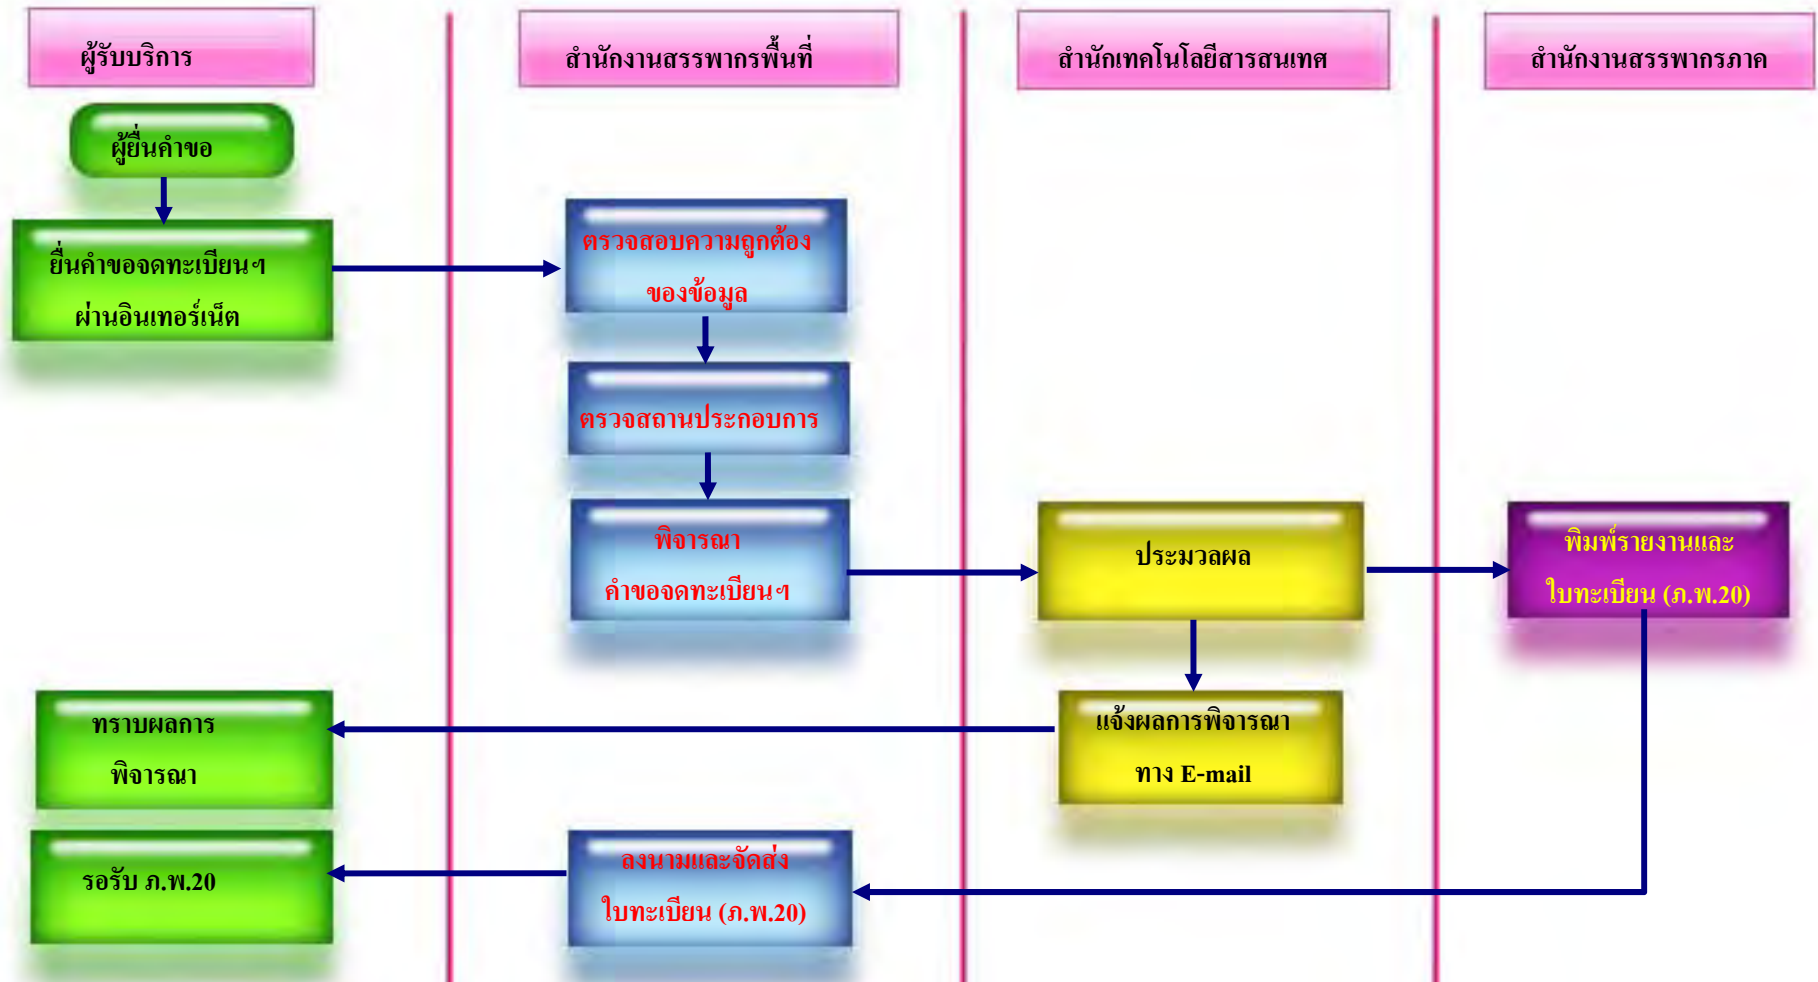 ผู้รับบริการ
สำนักงานสรรพากรพื้นที่
สำนักเทคโนโลยีสารสนเทศ
สำนักงานสรรพากรภาค
ผู้ยื่นคำขอ
ยื่นคำขอจดทะเบียนฯ
ผ่านอินเทอร์เน็ต
ตรวจสอบความถูกต้อง
ของข้อมูล
ตรวจสถานประกอบการ
พิจารณา
คำขอจดทะเบียนฯ
ประมวลผล
พิมพ์รายงานและ
ใบทะเบียน (ภ.พ.20)
แจ้งผลการพิจารณา
ทาง E-mail
ทราบผลการ
พิจารณา
ลงนามและจัดส่ง
ใบทะเบียน (ภ.พ.20)
รอรับ ภ.พ.20